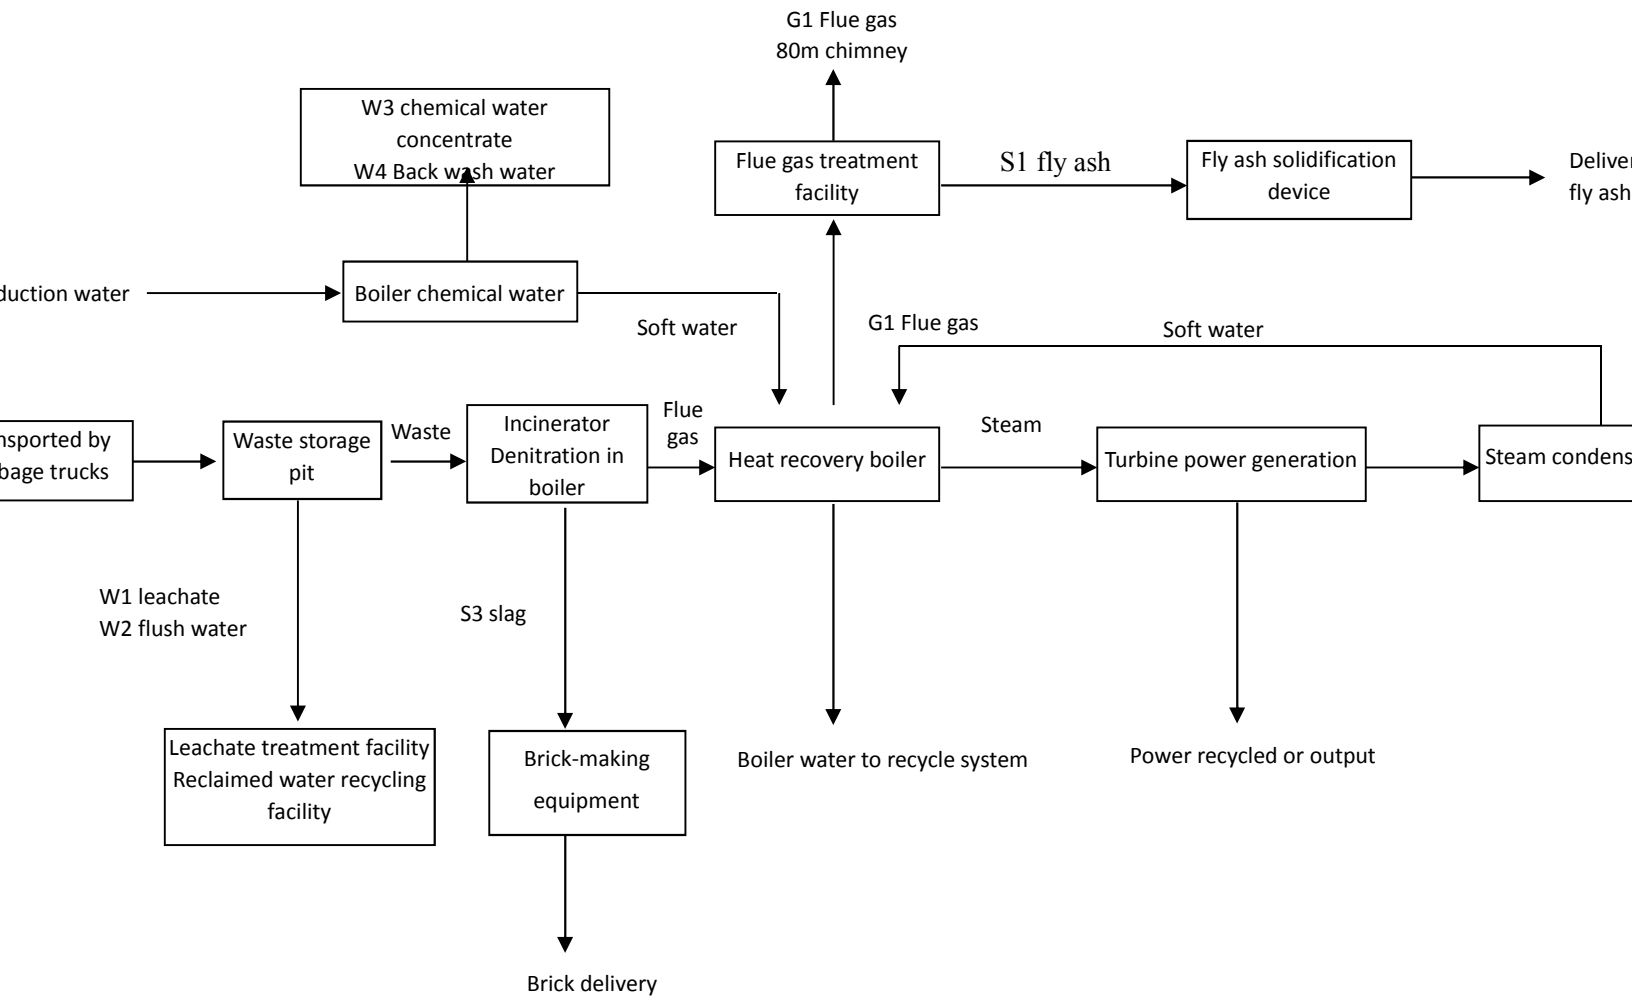 G1 Flue gas
80m chimney
W3 chemical water
concentrate
W4 Back wash water
Flue gas treatment
facility
S1 fly ash
Fly ash solidification
device
fly ash
water
Boiler chemical water
Soft water
G1 Flue gas
Soft water
by
trucks
Waste storage
pit
Waste
Incinerator
Denitration in
boiler
Flue
gas
Heat recovery boiler
Steam
Turbine power generation
Steam
W1 leachate
W2 flush water
S3 slag
Leachate treatment facility
Reclaimed water recycling
facility
Brick-making
equipment
Boiler water to recycle system
Power recycled or output
Brick delivery